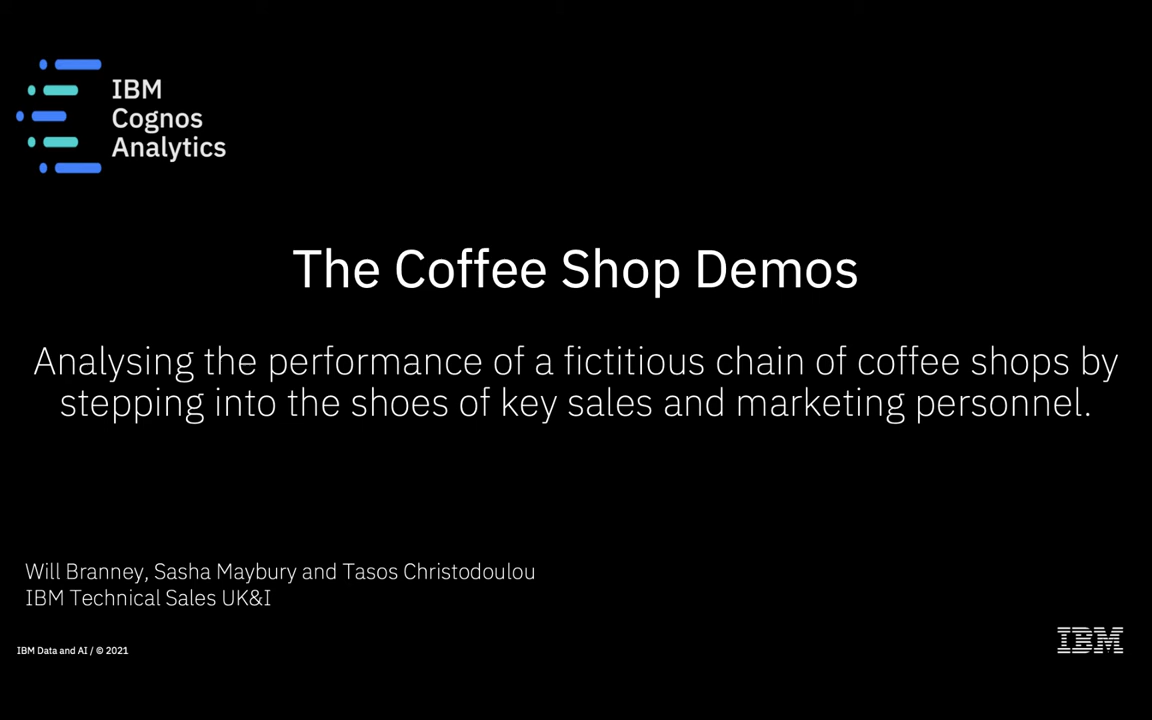 IBM
Cognos
Analytics
The Coffee Shop Demos
Analysing the performance of a fictitious chain of coffee shops by
stepping into the shoes of key sales and marketing personnel.
Will Branney, Sasha Maybury and Tasos Christodoulou
IBM Technical Sales UK&I
IBM Data and AI / © 2021
IBM